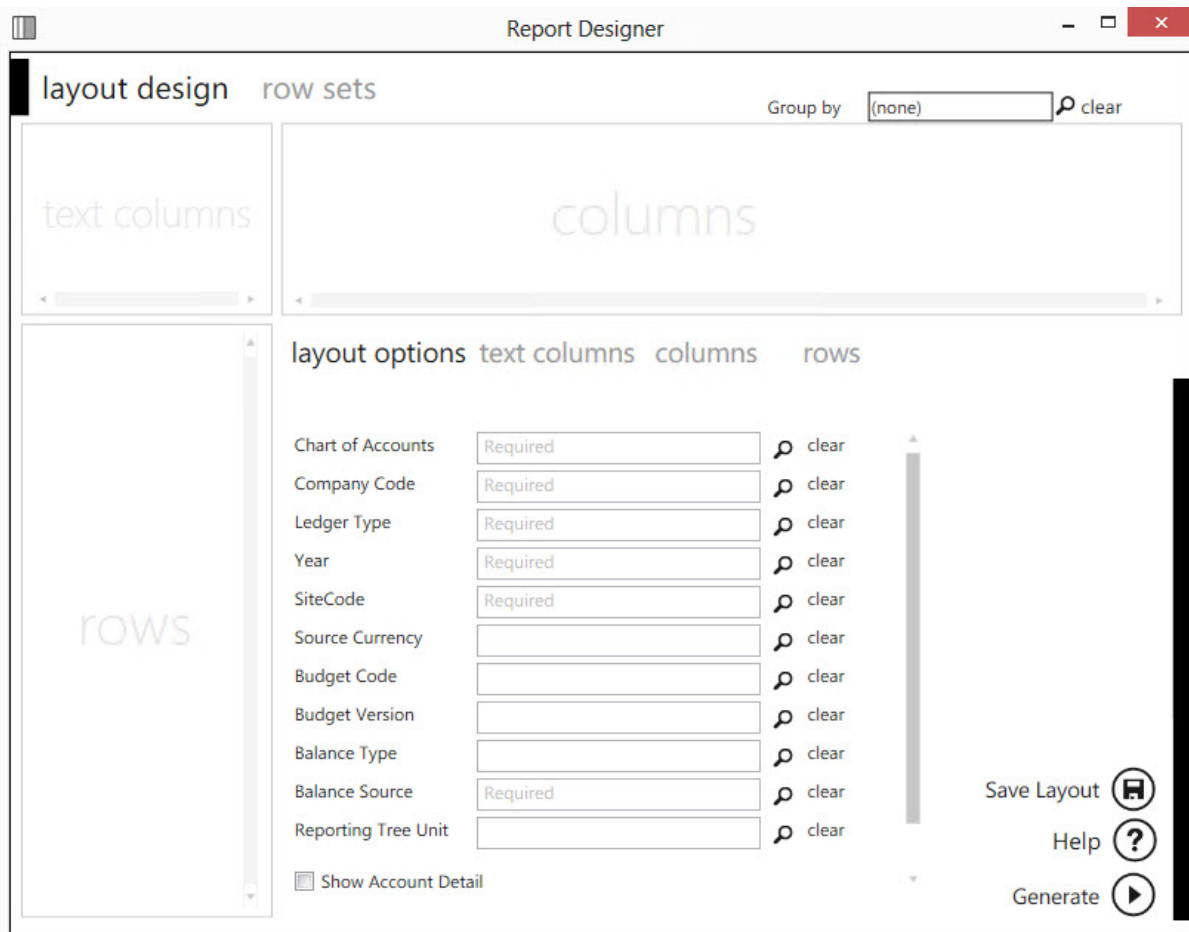 Report Designer
layout design row sets
Group by (none) clear
text columns
columns
rows
layout options text columns columns rows
Chart of Accounts Required clear
Company Code Required clear
Ledger Type Required clear
Year Required clear
SiteCode Required clear
Source Currency clear
Budget Code clear
Budget Version clear
Balance Type clear
Balance Source Required clear
Reporting Tree Unit clear
Show Account Detail
Save Layout
Help ?
Generate